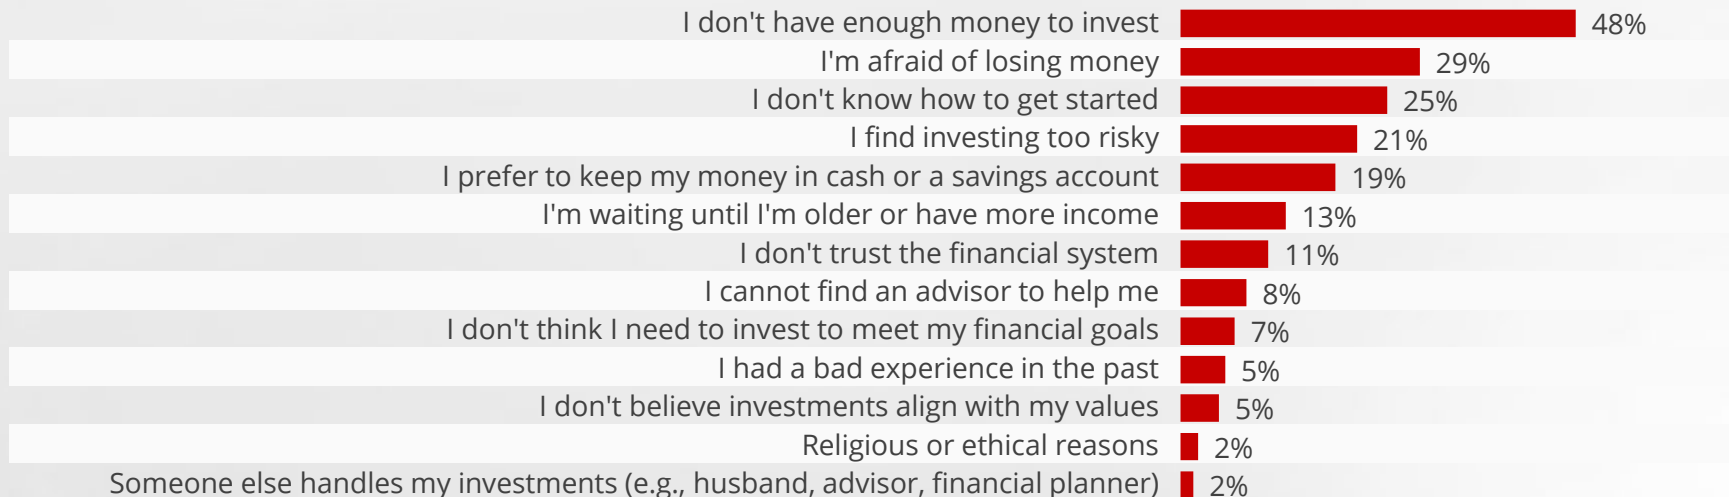 I don't have enough money to invest 48%
I'm afraid of losing money 29%
I don't know how to get started 25%
I find investing too risky 21%
I prefer to keep my money in cash or a savings account 19%
I'm waiting until I'm older or have more income 13%
I don't trust the financial system 11%
I cannot find an advisor to help me 8%
I don't think I need to invest to meet my financial goals 7%
I had a bad experience in the past 5%
I don't believe investments align with my values 5%
Religious or ethical reasons 2%
Someone else handles my investments (e.g., husband, advisor, financial planner) 2%